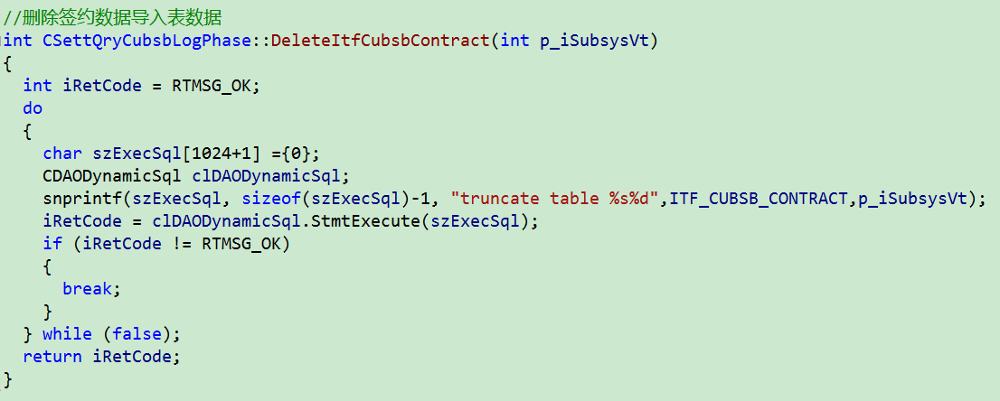 //删除签约数据导入表数据
int CSettQryCubsbLogPhase::DeleteItfCubsbContract(int p_iSubsysVt)
{
  int iRetCode = RTMSG_OK;
  do
  {
    char szExecSql[1024+1] ={0};
    CDAODynamicSql clDAODynamicSql;
    snprintf(szExecSql, sizeof(szExecSql)-1, "truncate table %s%d",ITF_CUBSB_CONTRACT,p_iSubsysVt);
    iRetCode = clDAODynamicSql.StmtExecute(szExecSql);
    if (iRetCode != RTMSG_OK)
    {
      break;
    }
  } while (false);
  return iRetCode;
}